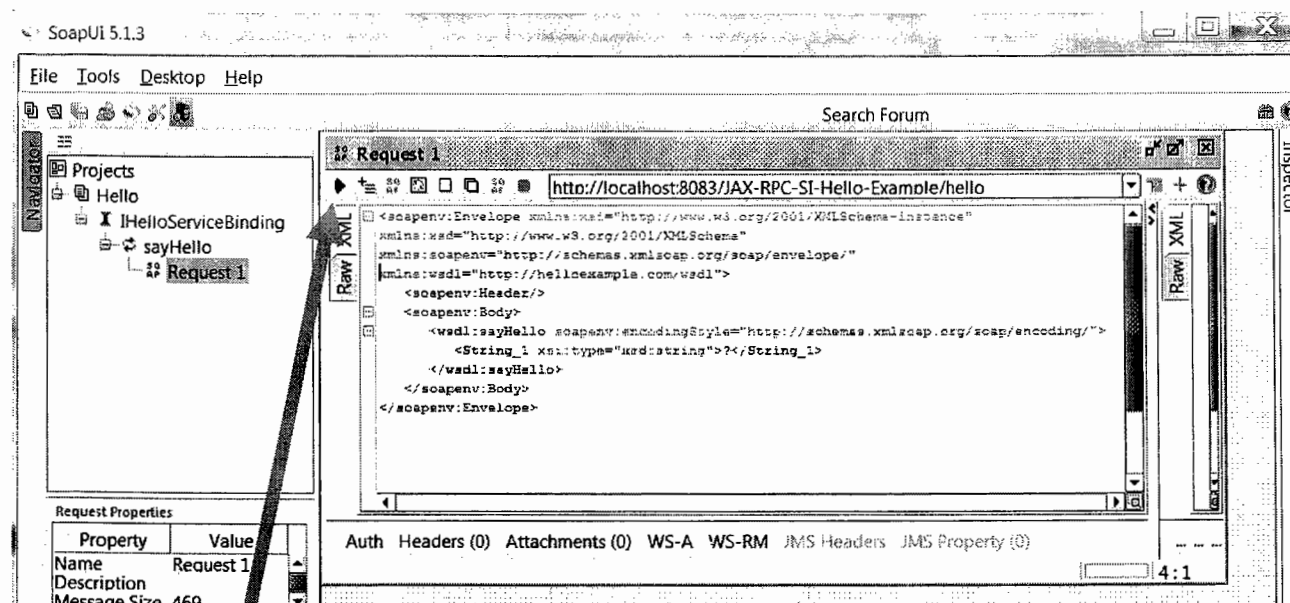 SoapUI 5.1.3
File Tools Desktop Help
Search Forum
Navigator
Projects
Hello
IHelloServiceBinding
sayHello
Request 1
Request 1
http://localhost:8083/JAX-RPC-SI-Hello-Example/hello
XML
Raw
<soapenv:Envelope xmlns:xsi="http://www.w3.org/2001/XMLSchema-instance"
xmlns:xsd="http://www.w3.org/2001/XMLSchema"
xmlns:soapenv="http://schemas.xmlsoap.org/soap/envelope/"
xmlns:wsdl="http://helloexample.com/wsdl">
<soapenv:Header/>
<soapenv:Body>
<wsdl:sayHello soapenv:encodingStyle="http://schemas.xmlsoap.org/soap/encoding/">
<String_1 xsi:type="xsd:string">?</String_1>
</wsdl:sayHello>
</soapenv:Body>
</soapenv:Envelope>
XML
Raw
Inspector
Auth Headers (0) Attachments (0) WS-A WS-RM JMS Headers JMS Property (0)
4:1
Request Properties
Property Value
Name Request 1
Description
Message Size 469